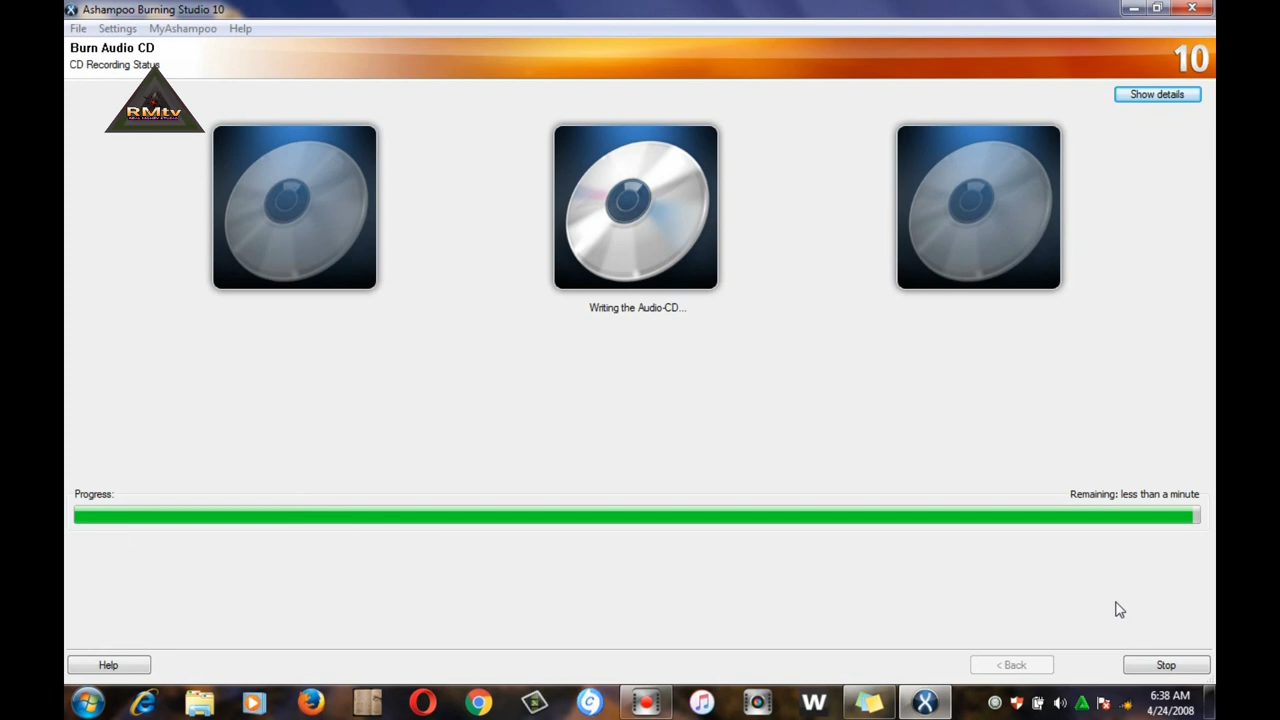 Ashampoo Burning Studio 10
File Settings MyAshampoo Help
Burn Audio CD
CD Recording Status
10
Show details
RMtv
Writing the Audio-CD...
Progress:
Remaining: less than a minute
Help
< Back
Stop
W
6:38 AM
4/24/2008